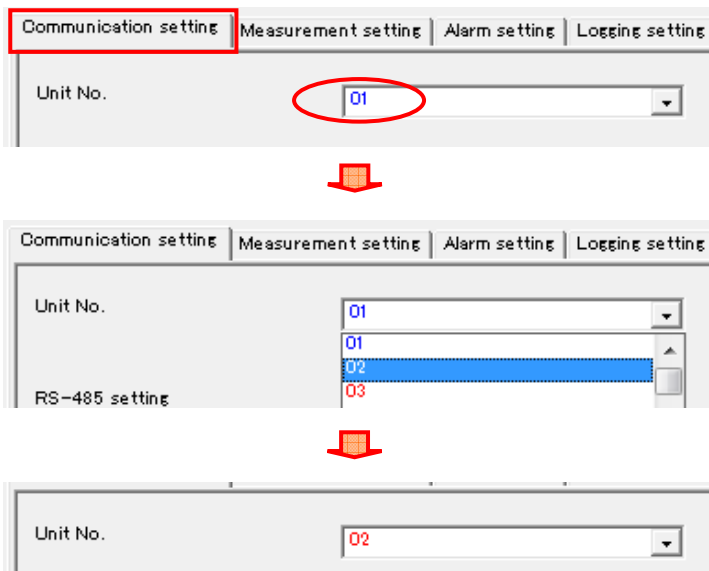 Communication setting Measurement setting Alarm setting Logging setting
Unit No. 01
Communication setting Measurement setting Alarm setting Logging setting
Unit No. 01
01
02
RS-485 setting 03
Unit No. 02